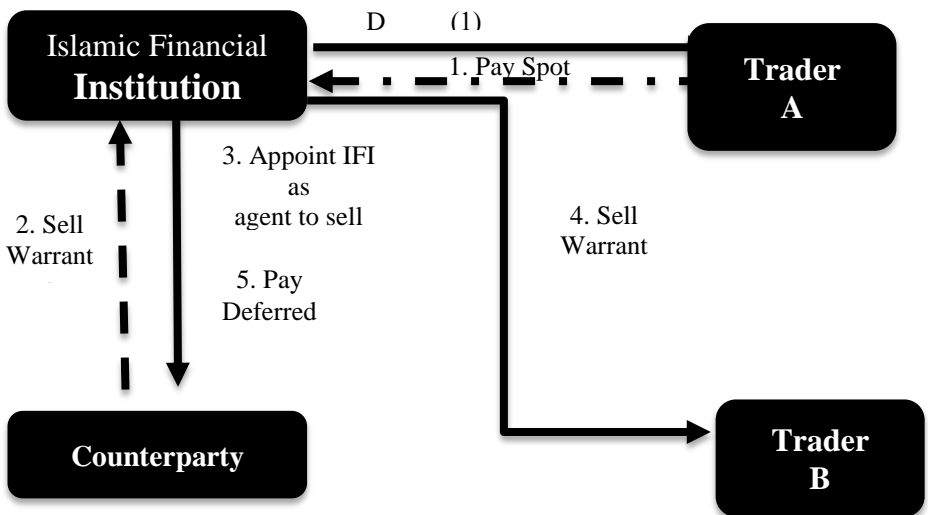 Islamic Financial
Institution
D (1)
1. Pay Spot
Trader
A
3. Appoint IFI
as
agent to sell
2. Sell
Warrant
4. Sell
Warrant
5. Pay
Deferred
Counterparty
Trader
B